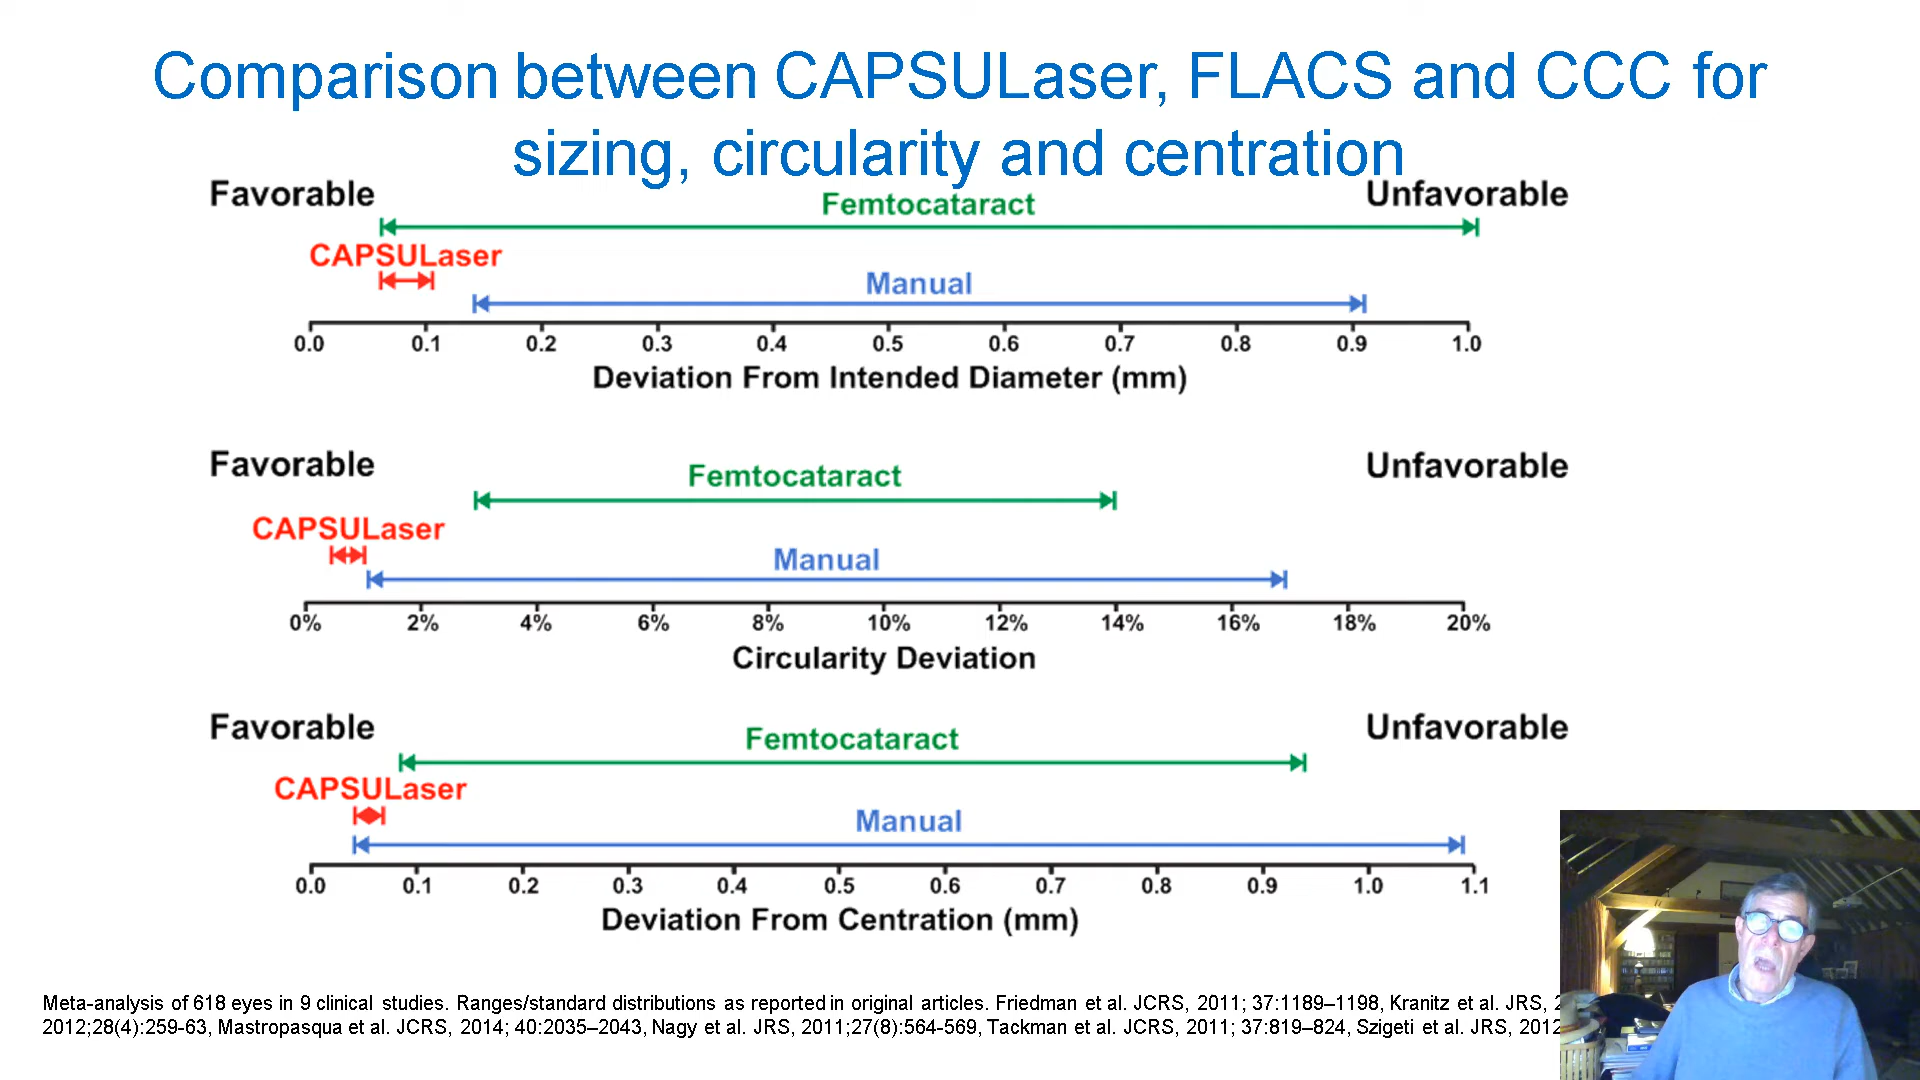 Comparison between CAPSULaser, FLACS and CCC for
sizing, circularity and centration
Favorable
Unfavorable
Femtocataract
CAPSULaser
Manual
0.0 0.1 0.2 0.3 0.4 0.5 0.6 0.7 0.8 0.9 1.0
Deviation From Intended Diameter (mm)
Favorable
Unfavorable
Femtocataract
CAPSULaser
Manual
0% 2% 4% 6% 8% 10% 12% 14% 16% 18% 20%
Circularity Deviation
Favorable
Unfavorable
Femtocataract
CAPSULaser
Manual
0.0 0.1 0.2 0.3 0.4 0.5 0.6 0.7 0.8 0.9 1.0 1.1
Deviation From Centration (mm)
Meta-analysis of 618 eyes in 9 clinical studies. Ranges/standard distributions as reported in original articles. Friedman et al. JCRS, 2011; 37:1189–1198, Kranitz et al. JRS,
2012;28(4):259-63, Mastropasqua et al. JCRS, 2014; 40:2035–2043, Nagy et al. JRS, 2011;27(8):564-569, Tackman et al. JCRS, 2011; 37:819–824, Szigeti et al. JRS, 2012